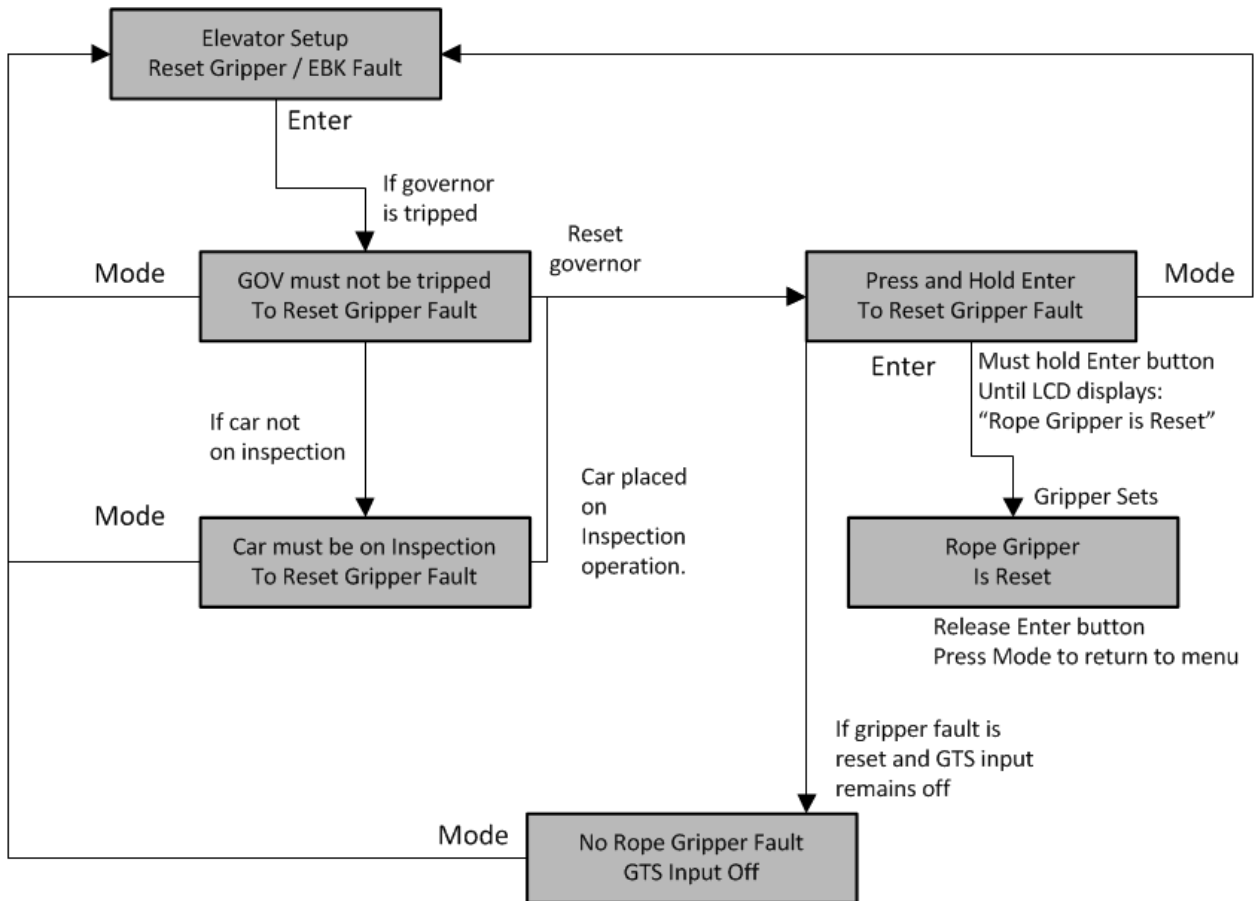 Elevator Setup
Reset Gripper / EBK Fault
Enter
If governor
is tripped
Mode
GOV must not be tripped
To Reset Gripper Fault
Reset
governor
Press and Hold Enter
To Reset Gripper Fault
Mode
Enter
Must hold Enter button
Until LCD displays:
“Rope Gripper is Reset”
If car not
on inspection
Mode
Car must be on Inspection
To Reset Gripper Fault
Car placed
on
Inspection
operation.
Gripper Sets
Rope Gripper
Is Reset
Release Enter button
Press Mode to return to menu
If gripper fault is
reset and GTS input
remains off
Mode
No Rope Gripper Fault
GTS Input Off